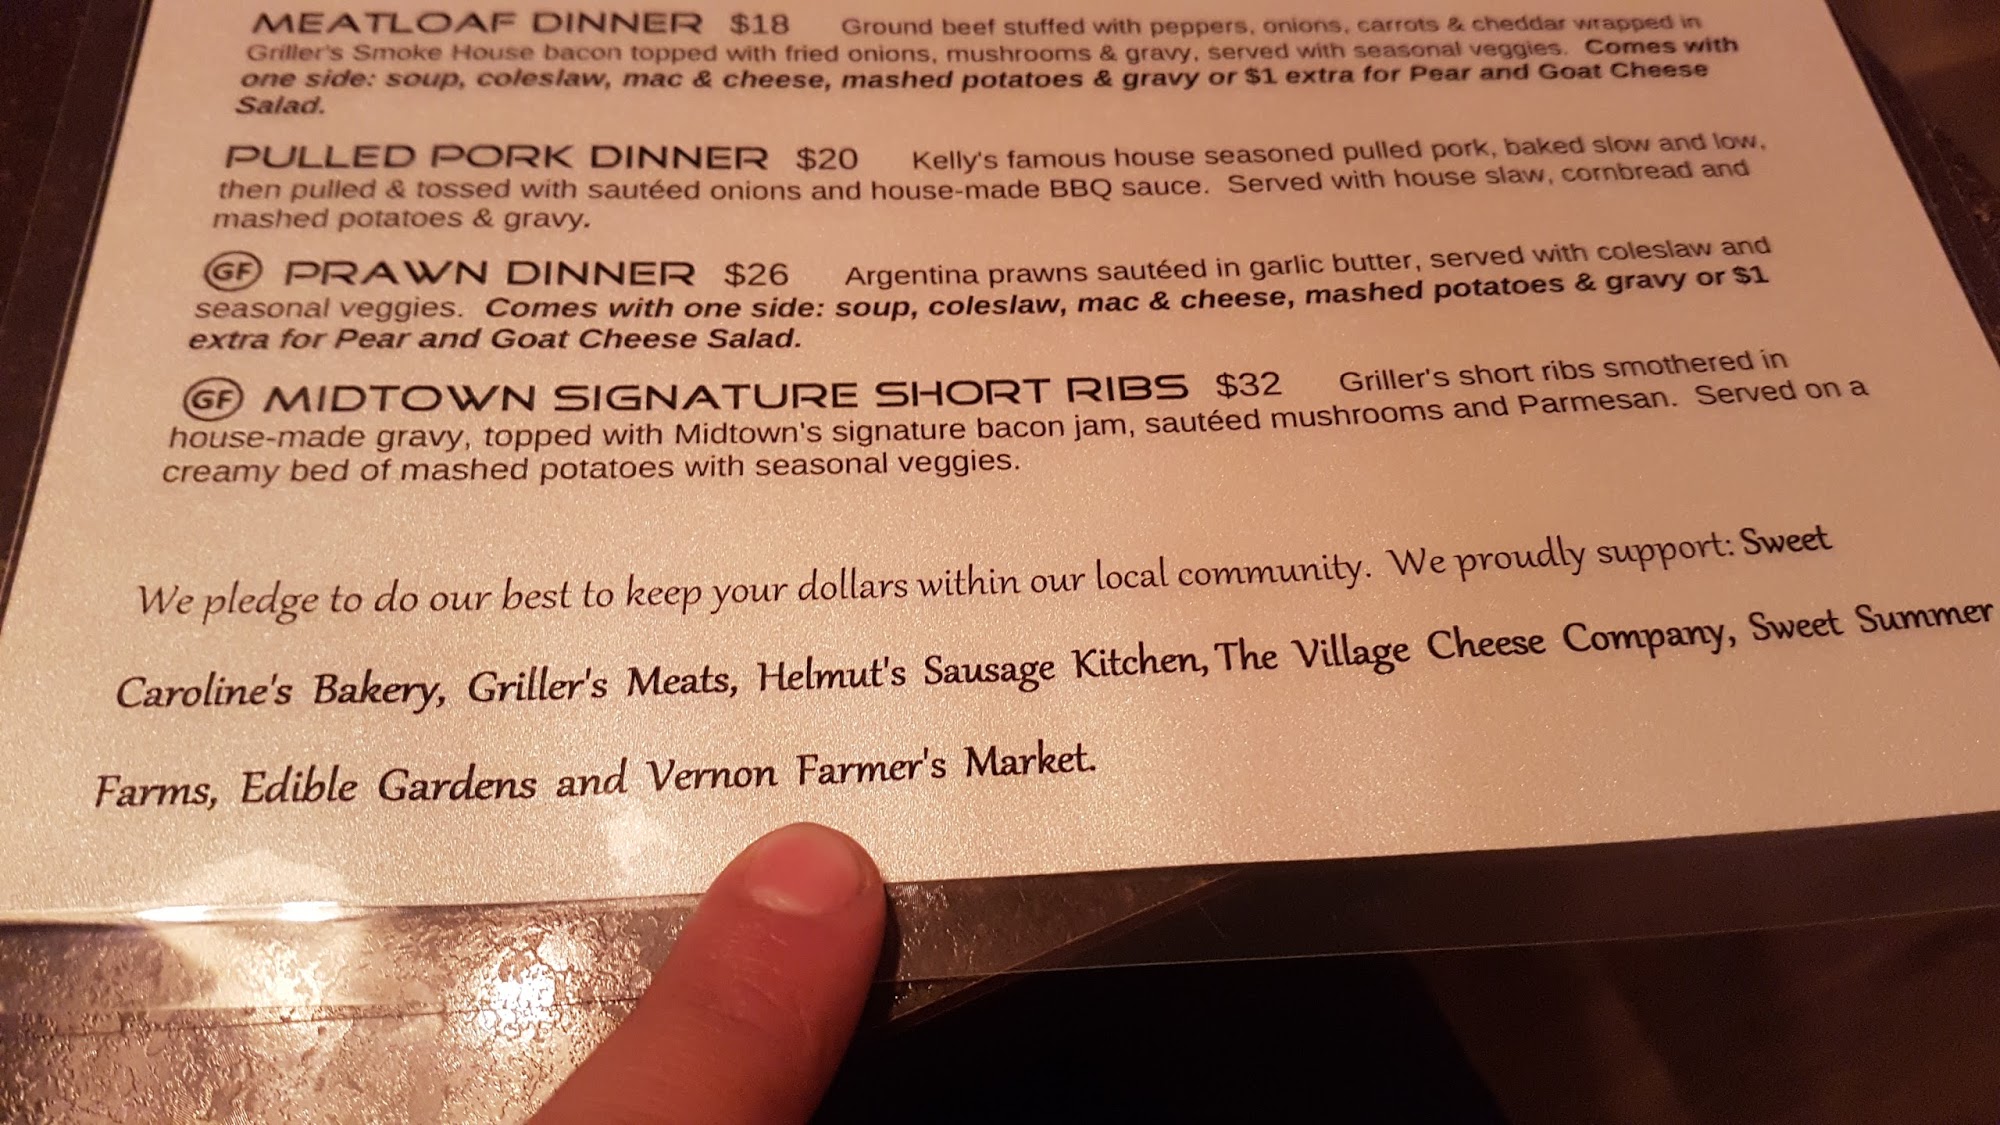 MEATLOAF DINNER $18 Ground beef stuffed with peppers, onions, carrots & cheddar wrapped in
Griller's Smoke House bacon topped with fried onions, mushrooms & gravy, served with seasonal veggies. Comes with
one side: soup, coleslaw, mac & cheese, mashed potatoes & gravy or $1 extra for Pear and Goat Cheese
Salad.
PULLED PORK DINNER $20 Kelly's famous house seasoned pulled pork, baked slow and low,
then pulled & tossed with sautéed onions and house-made BBQ sauce. Served with house slaw, cornbread and
mashed potatoes & gravy.
GF PRAWN DINNER $26 Argentina prawns sautéed in garlic butter, served with coleslaw and
seasonal veggies. Comes with one side: soup, coleslaw, mac & cheese, mashed potatoes & gravy or $1
extra for Pear and Goat Cheese Salad.
GF MIDTOWN SIGNATURE SHORT RIBS $32 Griller's short ribs smothered in
house-made gravy, topped with Midtown's signature bacon jam, sautéed mushrooms and Parmesan. Served on a
creamy bed of mashed potatoes with seasonal veggies.
We pledge to do our best to keep your dollars within our local community. We proudly support: Sweet
Caroline's Bakery, Griller's Meats, Helmut's Sausage Kitchen, The Village Cheese Company, Sweet Summer
Farms, Edible Gardens and Vernon Farmer's Market.